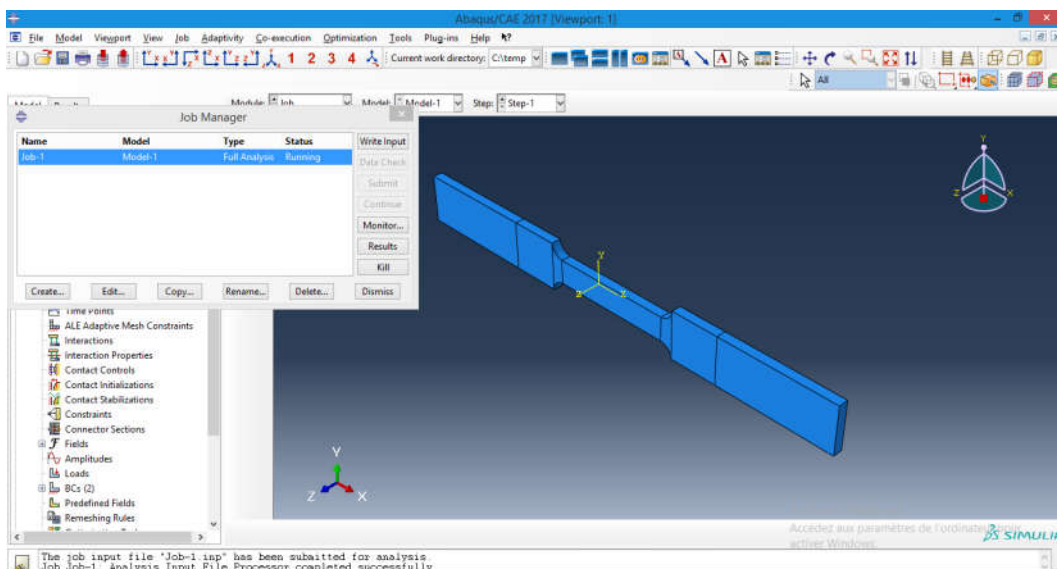 Abaqus/CAE 2017 [Viewport: 1]
File Model Viewport View Job Adaptivity Co-execution Optimization Tools Plug-ins Help
1 2 3 4 Current work directory: C:\temp
All
Model Results Module: Job Model: Model-1 Step: Step-1
Job Manager
Name Model Type Status
Job-1 Model-1 Full Analysis Running
Write Input
Data Check
Submit
Continue
Monitor...
Results
Kill
Create... Edit... Copy... Rename... Delete... Dismiss
Time Points
ALE Adaptive Mesh Constraints
Interactions
Interaction Properties
Contact Controls
Contact Initializations
Contact Stabilizations
Constraints
Connector Sections
Fields
Amplitudes
Loads
BCs (2)
Predefined Fields
Remeshing Rules
Y
Z X
Y
Z X
Y
Z X
Accédez aux paramètres de l'ordinateur pour
activer Windows.
SIMULIA
The job input file "Job-1.inp" has been submitted for analysis.
Job Job-1: Analysis Input File Processor completed successfully